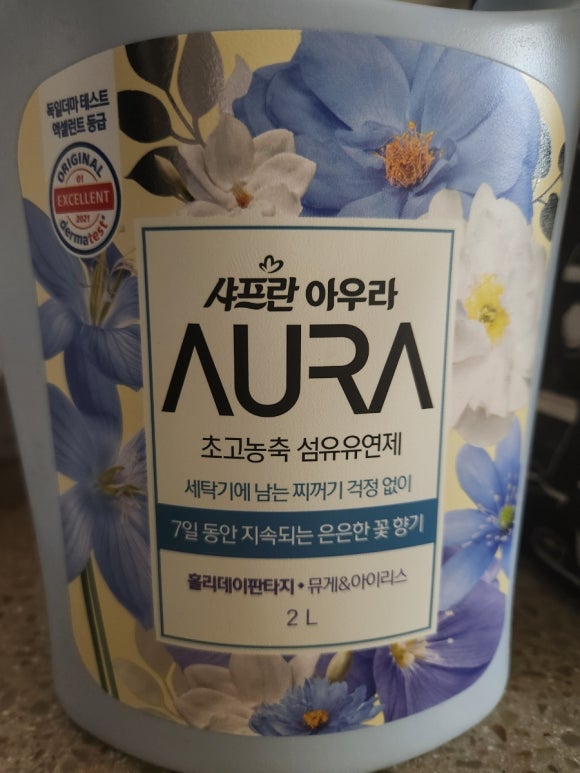 독일더마 테스트
엑셀런트 등급
ORIGINAL
01
EXCELLENT
2021
dermatest
샤프란 아우라
AURA
초고농축 섬유유연제
세탁기에 남는 찌꺼기 걱정 없이
7일 동안 지속되는 은은한 꽃 향기
홀리데이판타지 • 뮤게&아이리스
2 L